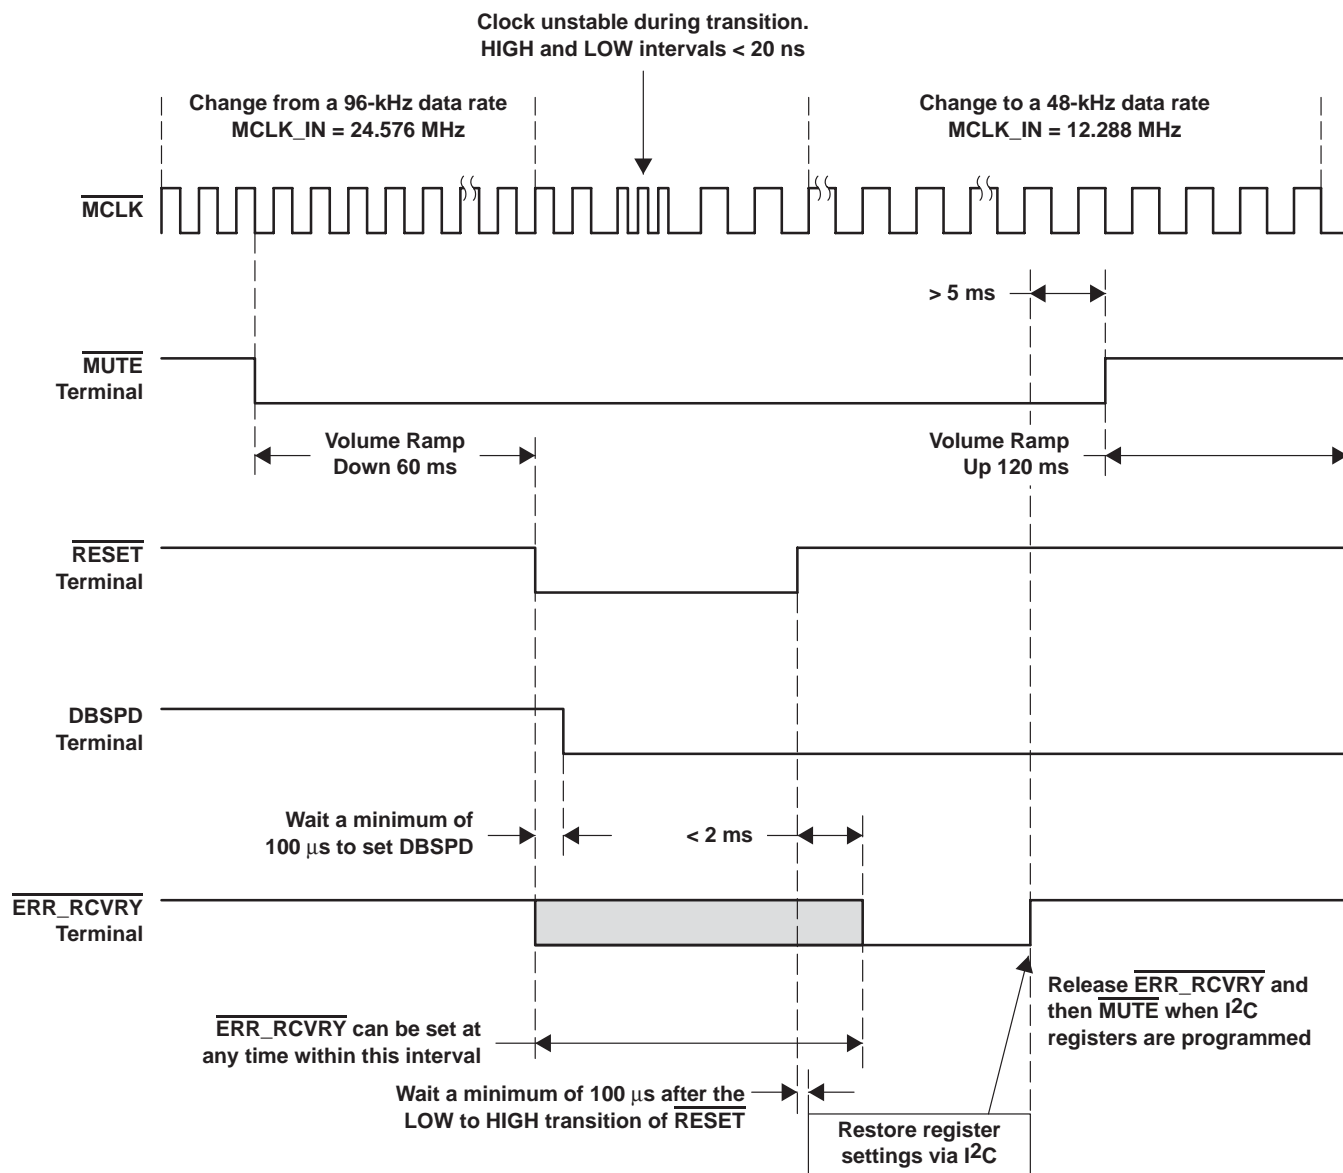 Clock unstable during transition.
HIGH and LOW intervals < 20 ns
Change from a 96-kHz data rate
MCLK_IN = 24.576 MHz
Change to a 48-kHz data rate
MCLK_IN = 12.288 MHz
MCLK
> 5 ms
MUTE
Terminal
Volume Ramp
Down 60 ms
Volume Ramp
Up 120 ms
RESET
Terminal
DBSPD
Terminal
Wait a minimum of
100 μs to set DBSPD
< 2 ms
ERR_RCVRY
Terminal
ERR_RCVRY can be set at
any time within this interval
Release ERR_RCVRY and
then MUTE when I2C
registers are programmed
Wait a minimum of 100 μs after the
LOW to HIGH transition of RESET
Restore register
settings via I2C